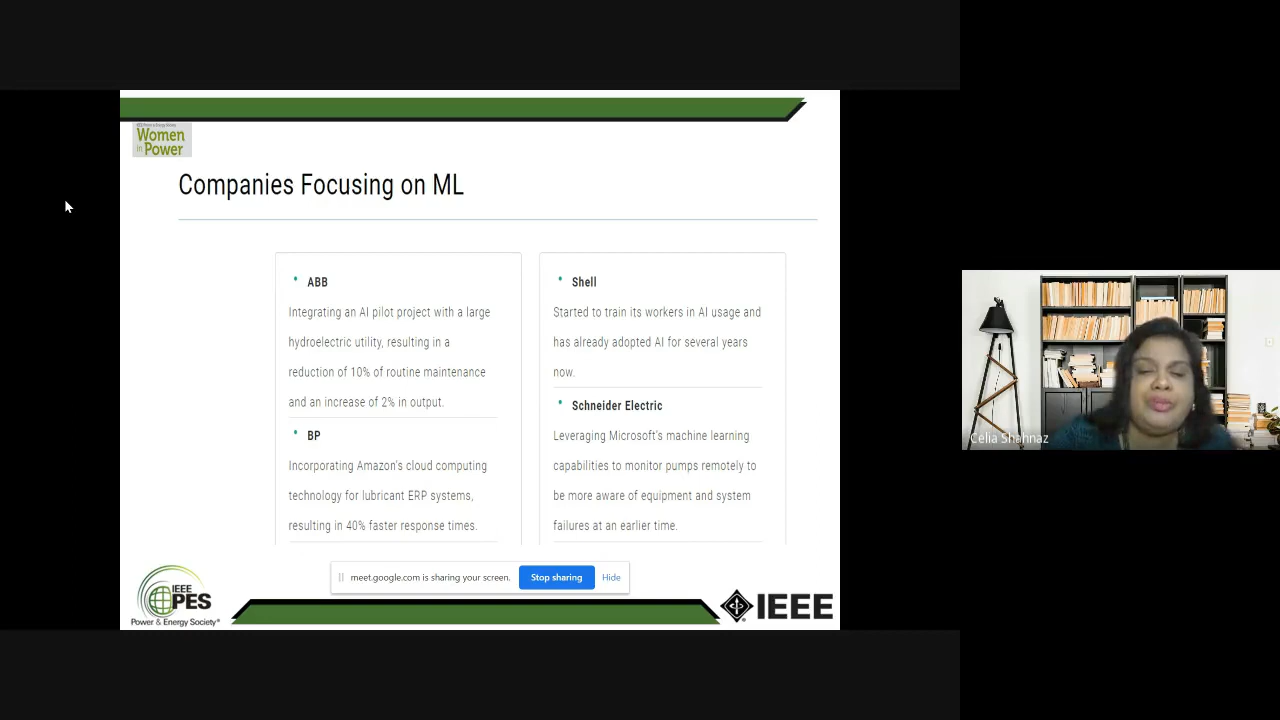 Women
in Power
Companies Focusing on ML
ABB
Integrating an AI pilot project with a large
hydroelectric utility, resulting in a
reduction of 10% of routine maintenance
and an increase of 2% in output.
BP
Incorporating Amazon's cloud computing
technology for lubricant ERP systems,
resulting in 40% faster response times.
Shell
Started to train its workers in AI usage and
has already adopted AI for several years
now.
Schneider Electric
Leveraging Microsoft's machine learning
capabilities to monitor pumps remotely to
be more aware of equipment and system
failures at an earlier time.
meet.google.com is sharing your screen.
Stop sharing
Hide
IEEE
PES
Power & Energy Society®
IEEE
Celia Shahnaz